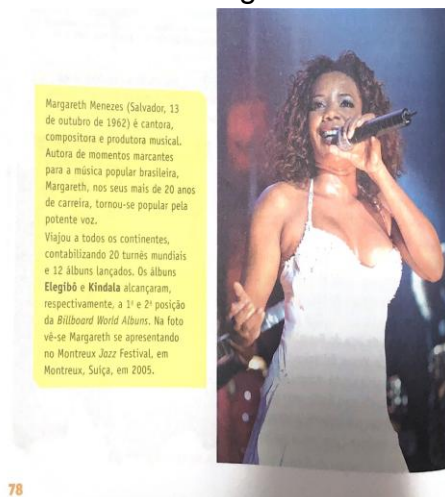 Margareth Menezes (Salvador, 13
de outubro de 1962) é cantora,
compositora e produtora musical.
Autora de momentos marcantes
para a música popular brasileira,
Margareth, nos seus mais de 20 anos
de carreira, tornou-se popular pela
potente voz.
Viajou a todos os continentes,
contabilizando 20 turnês mundiais
e 12 álbuns lançados. Os álbuns
Elegibô e Kindala alcançaram,
respectivamente, a 1ª e 2ª posição
da Billboard World Albuns. Na foto
vê-se Margareth se apresentando
no Montreux Jazz Festival, em
Montreux, Suíça, em 2005.
78